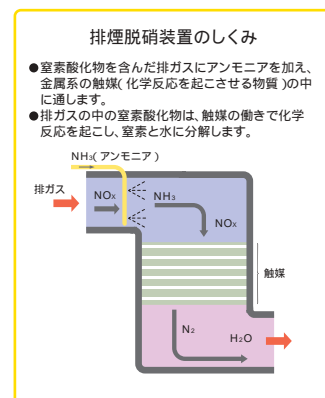 排煙脱硝装置のしくみ
●窒素酸化物を含んだ排ガスにアンモニアを加え、
金属系の触媒(化学反応を起こさせる物質)の中
に通します。
●排ガスの中の窒素酸化物は、触媒の働きで化学
反応を起こし、窒素と水に分解します。
NH₃(アンモニア)
排ガス
NOx
NH₃
NOx
触媒
N₂
H₂O